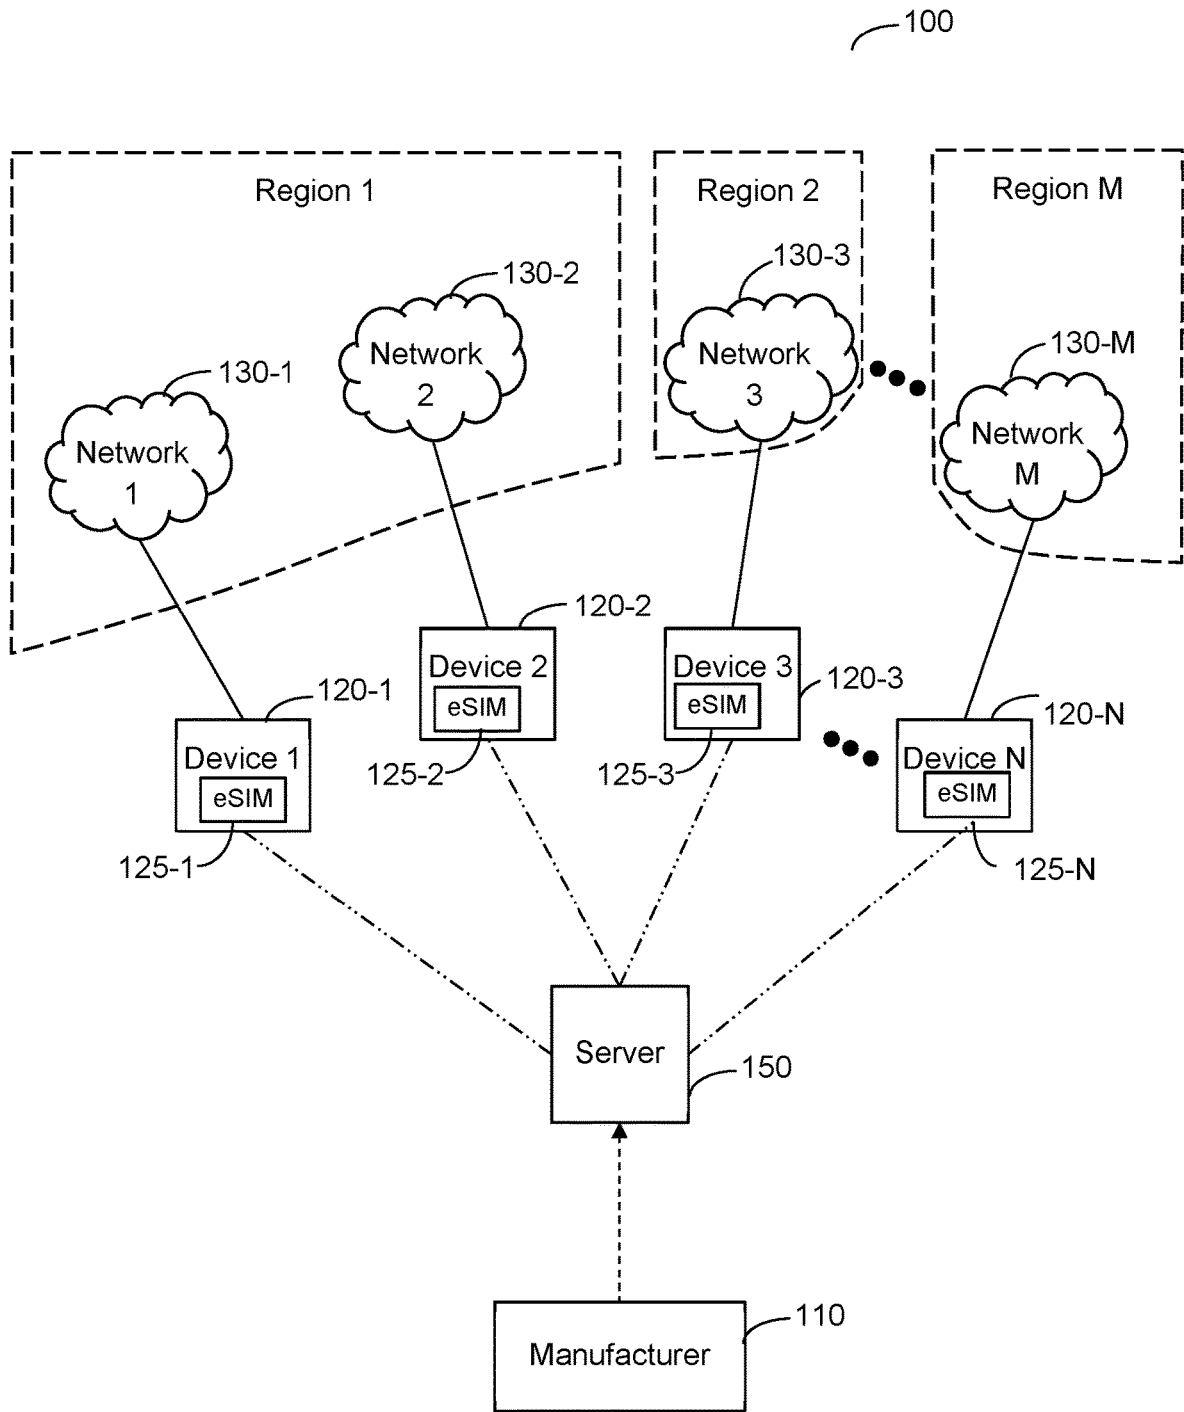 100
Region 1
Region 2
Region M
130-1
130-2
130-3
130-M
Network
1
Network
2
Network
3
Network
M
120-1
120-2
120-3
120-N
Device 1
eSIM
Device 2
eSIM
Device 3
eSIM
Device N
eSIM
125-1
125-2
125-3
125-N
Server
150
Manufacturer
110